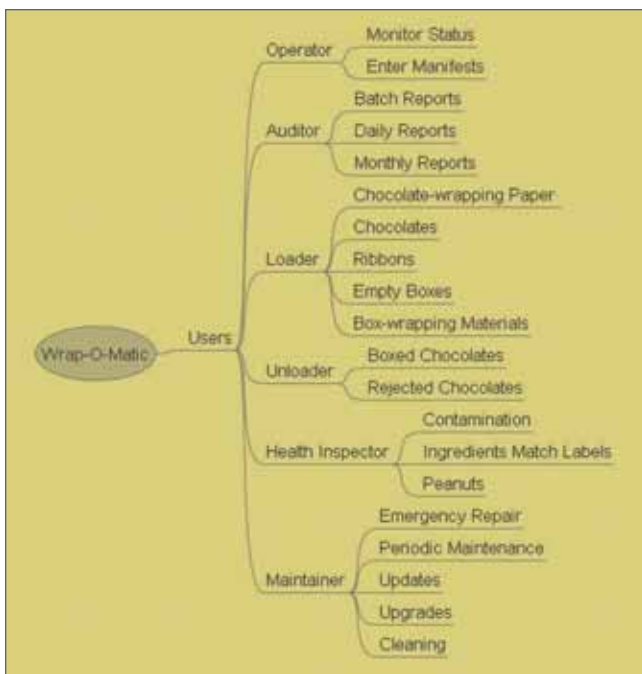 Wrap-O-Matic
Users
Operator
Monitor Status
Enter Manifests
Auditor
Batch Reports
Daily Reports
Monthly Reports
Loader
Chocolate-wrapping Paper
Chocolates
Ribbons
Empty Boxes
Box-wrapping Materials
Unloader
Boxed Chocolates
Rejected Chocolates
Health Inspector
Contamination
Ingredients Match Labels
Peanuts
Maintainer
Emergency Repair
Periodic Maintenance
Updates
Upgrades
Cleaning